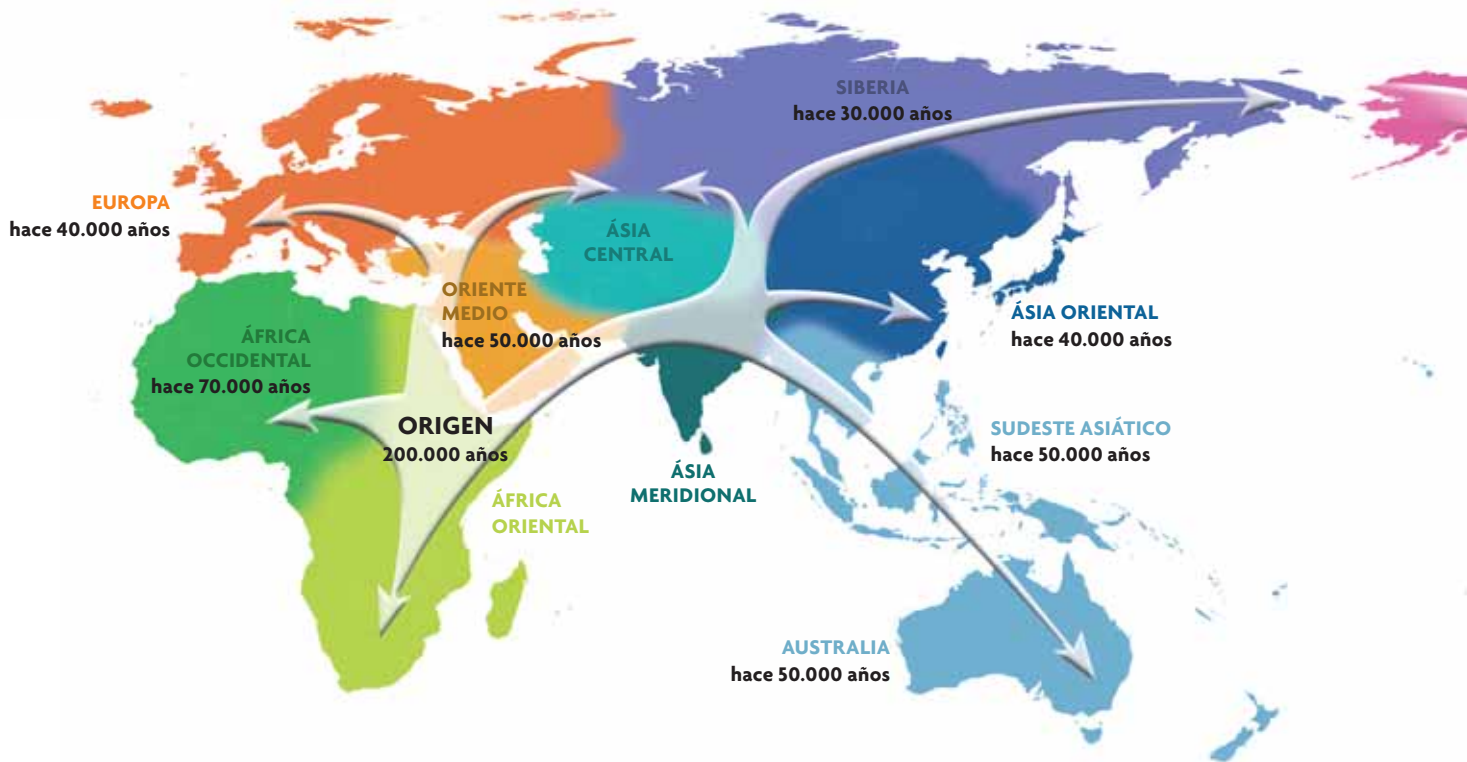 SIBERIA
hace 30.000 años
EUROPA
hace 40.000 años
ÁSIA
CENTRAL
ORIENTE
MEDIO
hace 50.000 años
ÁSIA ORIENTAL
hace 40.000 años
ÁFRICA
OCCIDENTAL
hace 70.000 años
ORIGEN
200.000 años
SUDESTE ASIÁTICO
hace 50.000 años
ÁSIA
MERIDIONAL
ÁFRICA
ORIENTAL
AUSTRALIA
hace 50.000 años